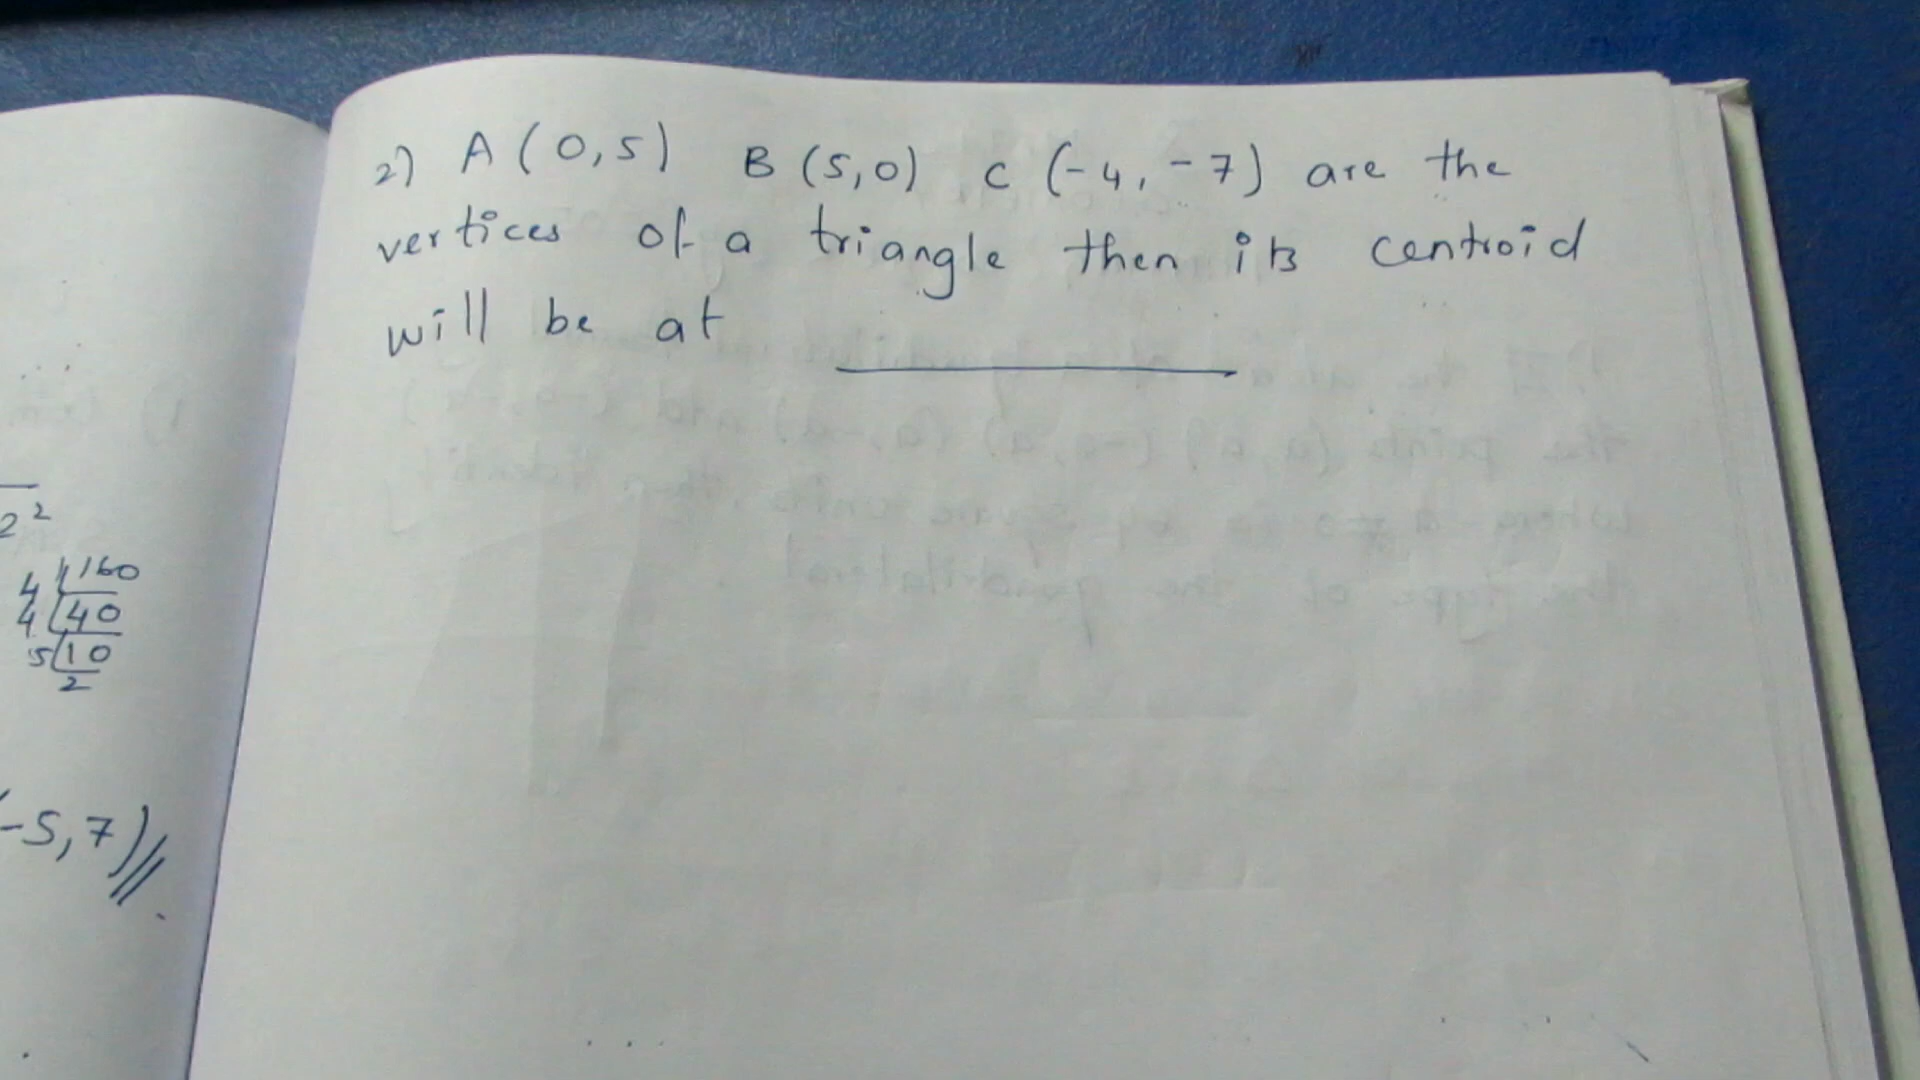 2) A (0,5) B (5,0) C (-4, -7) are the
vertices of a triangle then its centroid
will be at
2²
4 160
4 40
5 10
2
-5,7)